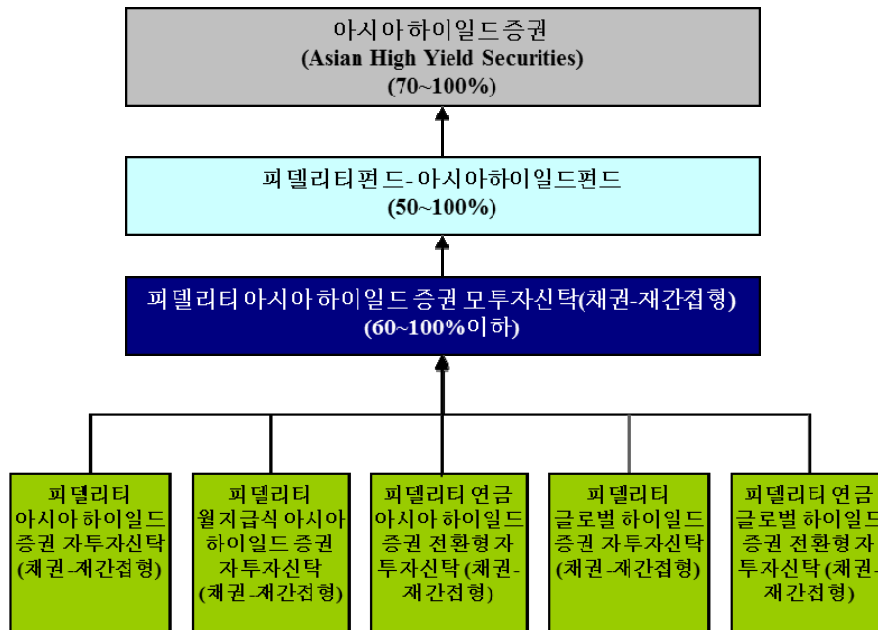 아시아하이일드증권
(Asian High Yield Securities)
(70~100%)
피델리티펀드-아시아하이일드펀드
(50~100%)
피델리티아시아하이일드 증권 모투자신탁(채권-재간접형)
(60~100%이하)
피델리티
아시아하이일드
증권 자투자신탁
(채권-재간접형)
피델리티
월지급식 아시아
하이일드 증권
자투자신탁
(채권-재간접형)
피델리티 연금
아시아 하이일드
증권 전환형 자
투자신탁 (채권-
재간접형)
피델리티
글로벌 하이일드
증권 자투자신탁
(채권-재간접형)
피델리티 연금
글로벌 하이일드
증권 전환형 자
투자신탁 (채권-
재간접형)